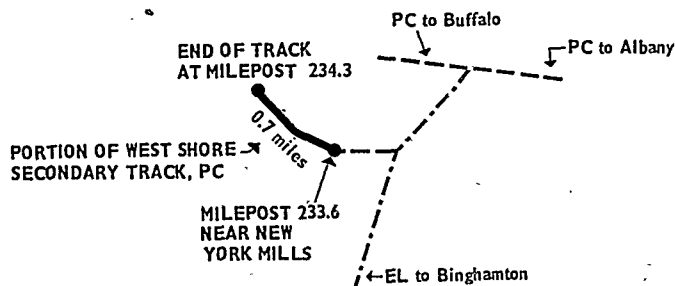 PC to Buffalo
PC to Albany
END OF TRACK
AT MILEPOST 234.3
0.7 miles
PORTION OF WEST SHORE
SECONDARY TRACK, PC
MILEPOST 233.6
NEAR NEW
YORK MILLS
EL to Binghamton